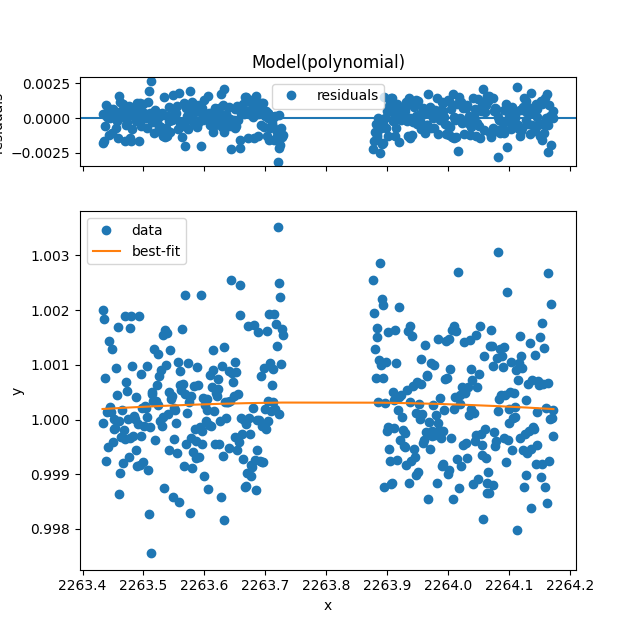 Model(polynomial)
0.0025
0.0000
−0.0025
residuals
residuals
data
best-fit
1.003
1.002
1.001
1.000
0.999
0.998
y
2263.4 2263.5 2263.6 2263.7 2263.8 2263.9 2264.0 2264.1 2264.2
x